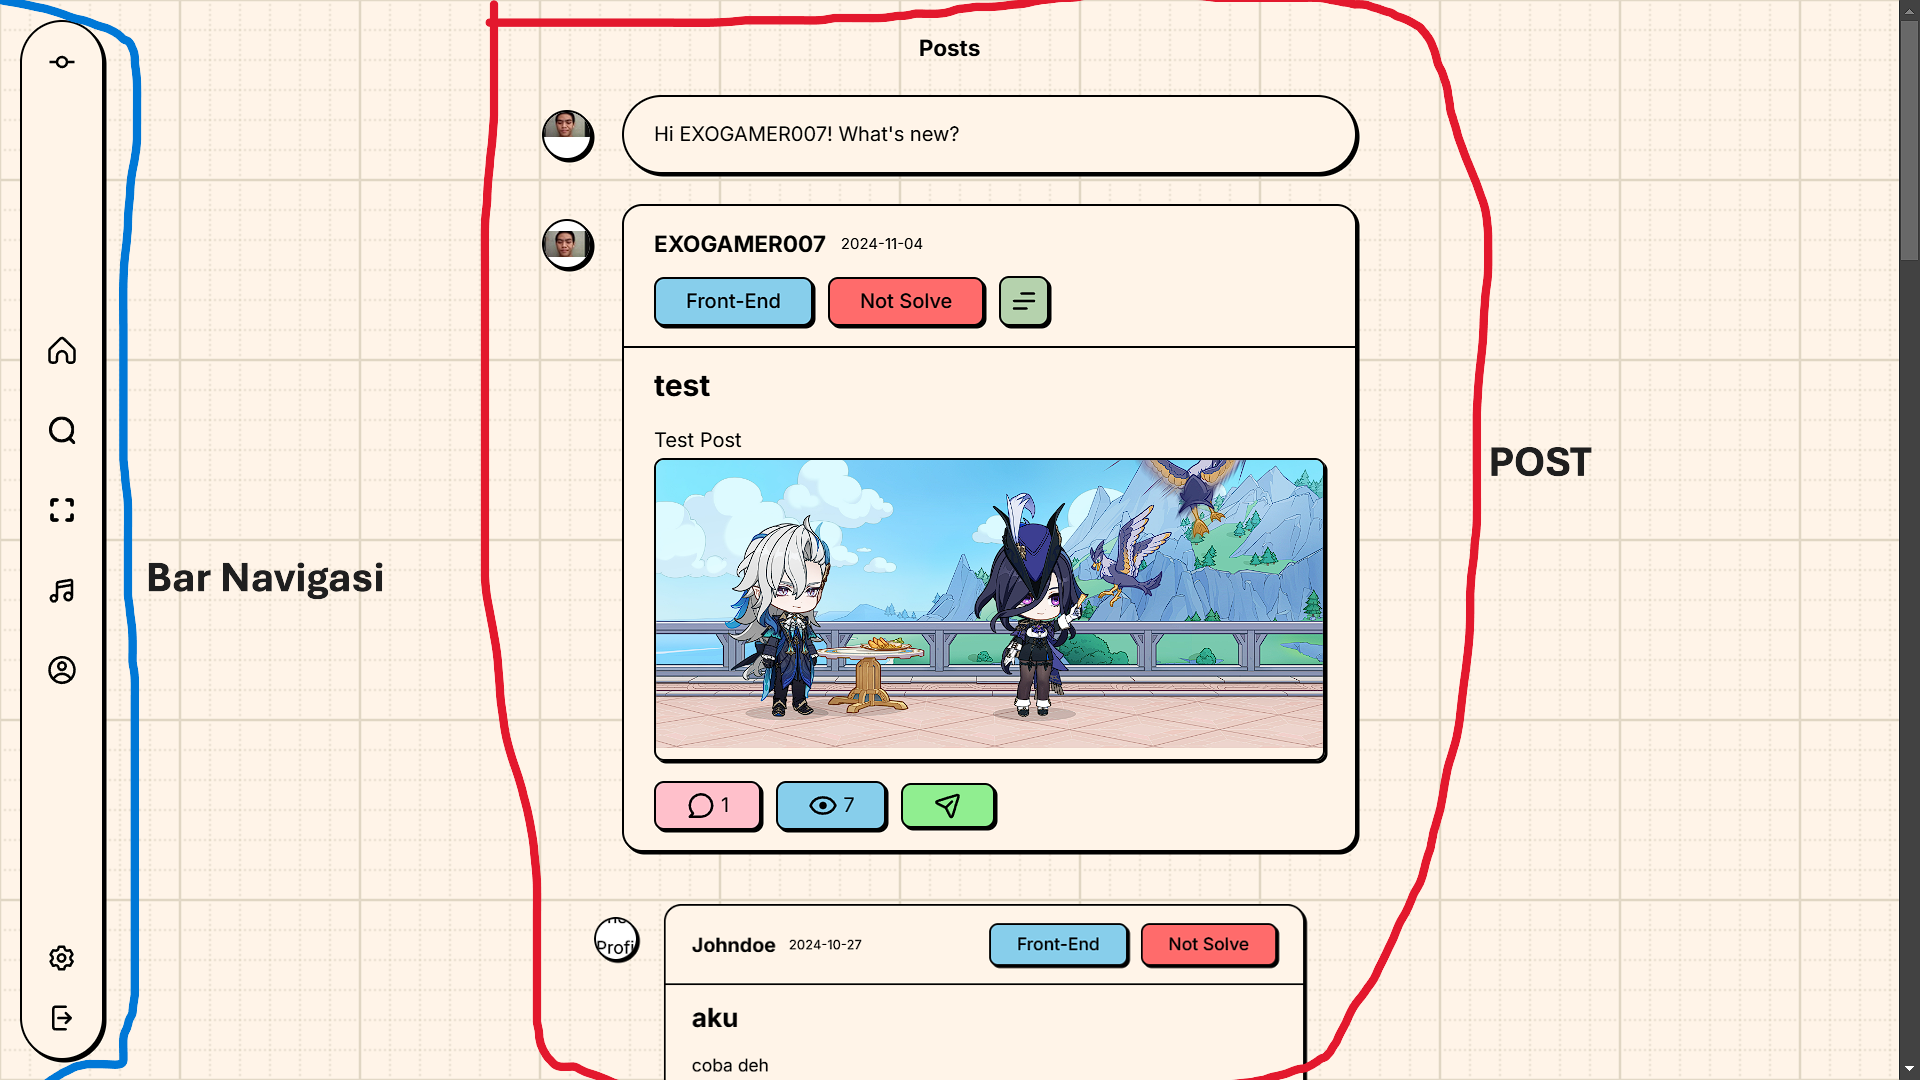 Posts
Hi EXOGAMER007! What's new?
EXOGAMER007 2024-11-04
Front-End Not Solve
test
Test Post
POST
Bar Navigasi
1 7
Profi
Johndoe 2024-10-27 Front-End Not Solve
aku
coba deh